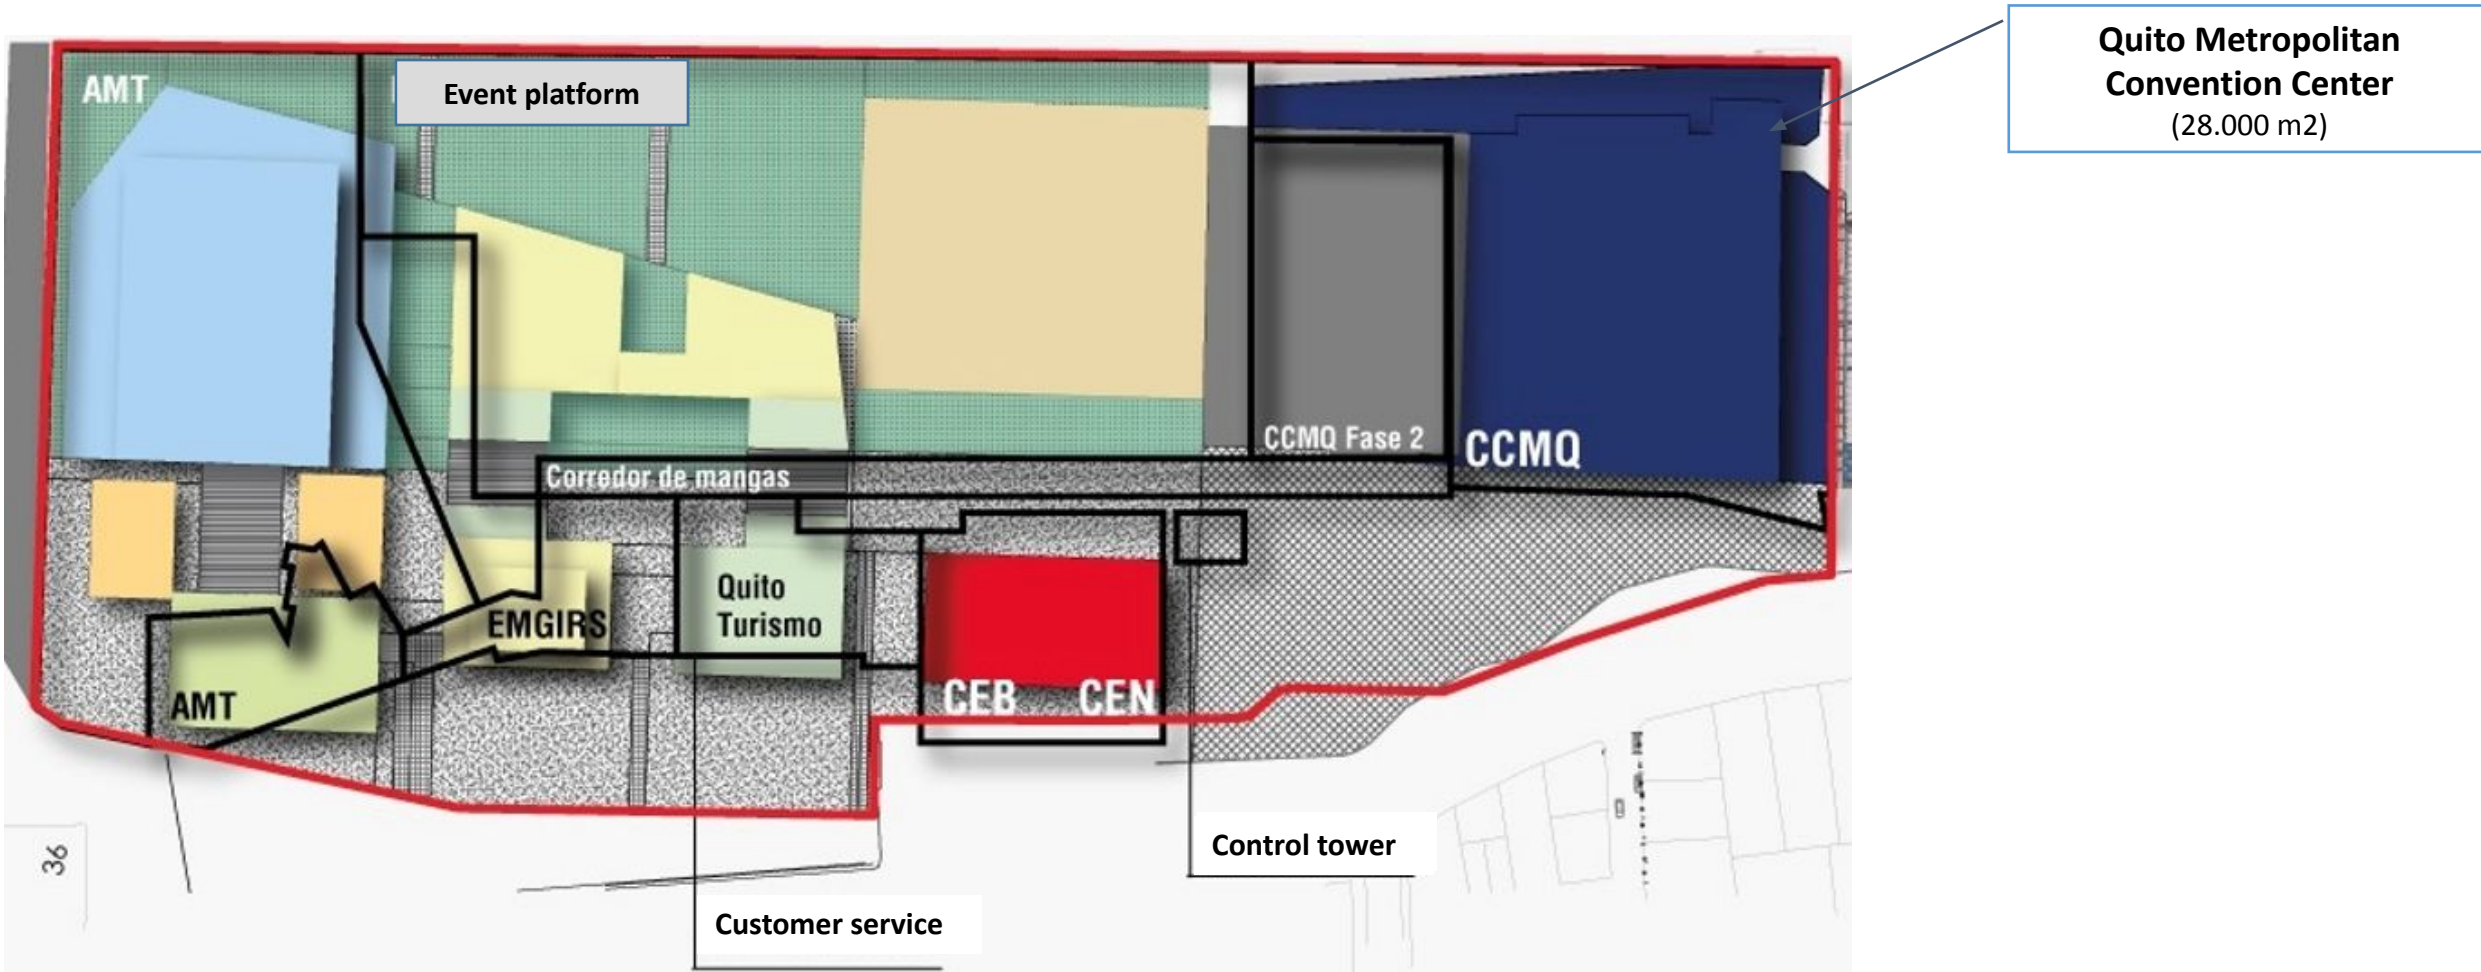 Quito Metropolitan
Convention Center
(28.000 m2)
AMT
Event platform
CCMQ Fase 2
CCMQ
Corredor de mangas
Quito
Turismo
EMGIRS
AMT
CEB CEN
Control tower
36
Customer service